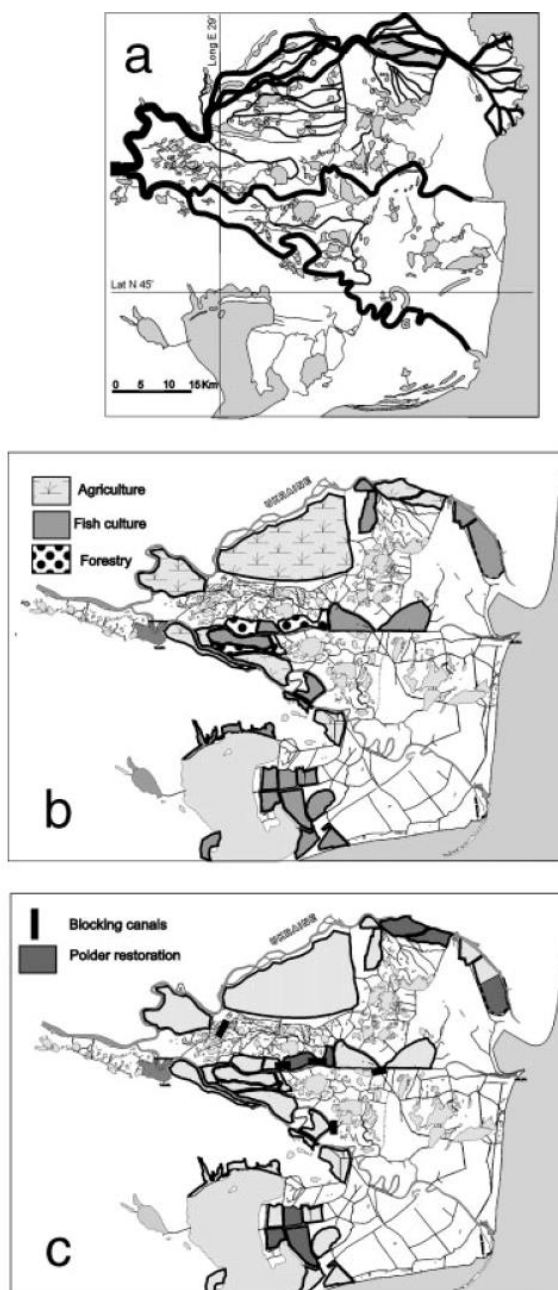 a
Long E 29'
Lat N 45'
0 5 10 15 Km
Agriculture
Fish culture
Forestry
UKRAINE
b
Blocking canals
Polder restoration
UKRAINE
c